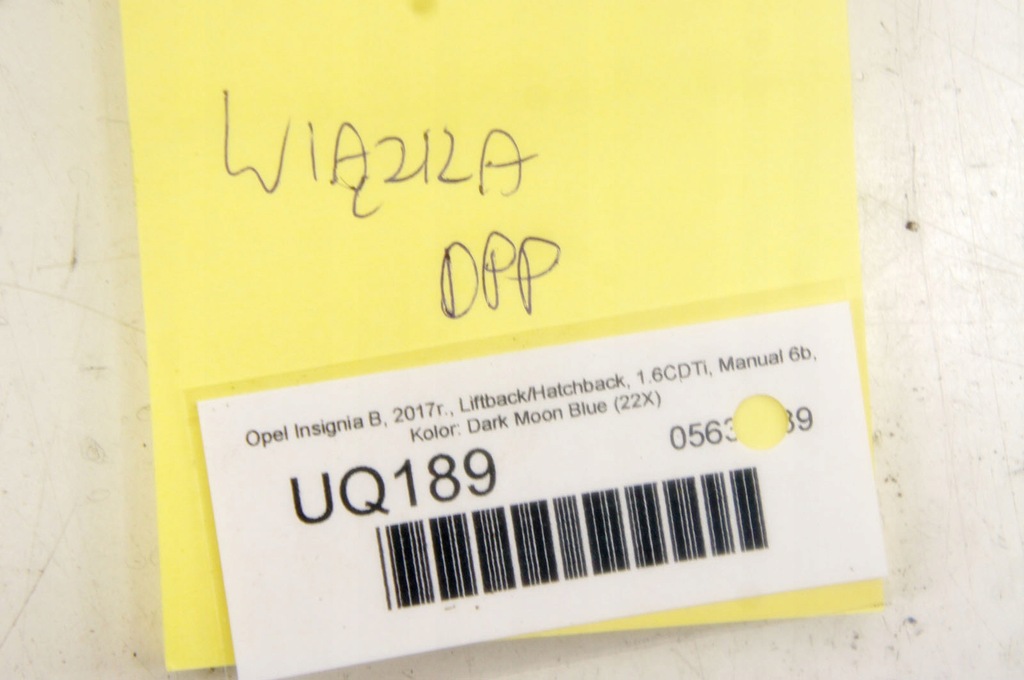 WIĄZKA
DPP
Opel Insignia B, 2017r., Liftback/Hatchback, 1.6CDTi, Manual 6b,
Kolor: Dark Moon Blue (22X)
UQ189